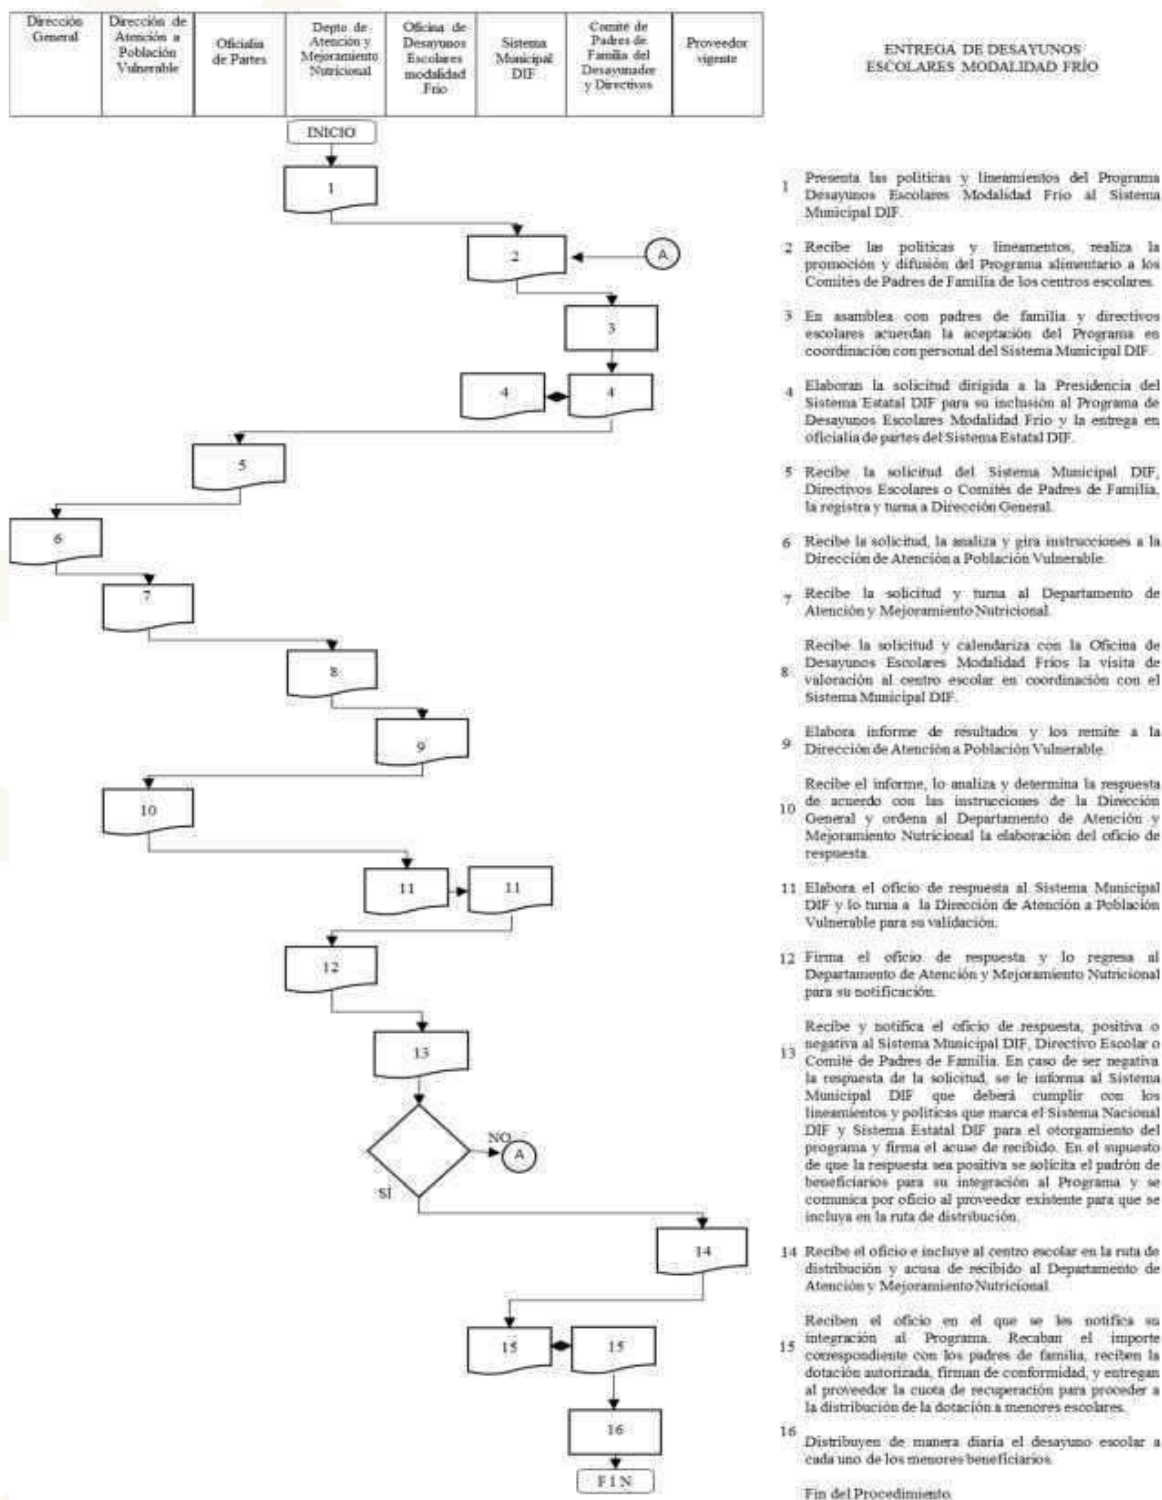 Dirección
General
Dirección de
Atención a
Población
Vulnerable
Oficialia
de Partes
Depto de
Atención y
Mejoramiento
Nutricional
Oficina de
Desayunos
Escolares
modalidad
Frio
Sistema
Municipal
DIF
Comité de
Padres de
Familia del
Desayunador
y Directivos
Proveedor
vigente
ENTREGA DE DESAYUNOS
ESCOLARES MODALIDAD FRÍO
INICIO
1
2
A
3
4
4
5
6
7
8
9
10
11
11
12
13
NO
A
SÍ
14
15
15
16
F I N
1 Presenta las politicas y lineamientos del Programa
Desayunos Escolares Modalidad Frio al Sistema
Municipal DIF.
2 Recibe las politicas y lineamentos, realiza la
promoción y difusión del Programa alimentario a los
Comités de Padres de Familia de los centros escolares.
3 En asamblea con padres de familia y directivos
escolares acuerdan la aceptación del Programa en
coordinación con personal del Sistema Municipal DIF.
4 Elaboran la solicitud dirigida a la Presidencia del
Sistema Estatal DIF para su inclusión al Programa de
Desayunos Escolares Modalidad Frio y la entrega en
oficialia de partes del Sistema Estatal DIF.
5 Recibe la solicitud del Sistema Municipal DIF,
Directivos Escolares o Comités de Padres de Familia,
la registra y turna a Dirección General.
6 Recibe la solicitud, la analiza y gira instrucciones a la
Dirección de Atención a Población Vulnerable.
7 Recibe la solicitud y turna al Departamento de
Atención y Mejoramiento Nutricional.
8 Recibe la solicitud y calendariza con la Oficina de
Desayunos Escolares Modalidad Fríos la visita de
valoración al centro escolar en coordinación con el
Sistema Municipal DIF.
9 Elabora informe de resultados y los remite a la
Dirección de Atención a Población Vulnerable.
10 Recibe el informe, lo analiza y determina la respuesta
de acuerdo con las instrucciones de la Dirección
General y ordena al Departamento de Atención y
Mejoramiento Nutricional la elaboración del oficio de
respuesta.
11 Elabora el oficio de respuesta al Sistema Municipal
DIF y lo turna a la Dirección de Atención a Población
Vulnerable para su validación.
12 Firma el oficio de respuesta y lo regresa al
Departamento de Atención y Mejoramiento Nutricional
para su notificación.
13 Recibe y notifica el oficio de respuesta, positiva o
negativa al Sistema Municipal DIF, Directivo Escolar o
Comité de Padres de Familia. En caso de ser negativa
la respuesta de la solicitud, se le informa al Sistema
Municipal DIF que deberá cumplir con los
lineamientos y politicas que marca el Sistema Nacional
DIF y Sistema Estatal DIF para el otorgamiento del
programa y firma el acuse de recibido. En el supuesto
de que la respuesta sea positiva se solicita el padrón de
beneficiarios para su integración al Programa y se
comunica por oficio al proveedor existente para que se
incluya en la ruta de distribución.
14 Recibe el oficio e incluye al centro escolar en la ruta de
distribución y acusa de recibido al Departamento de
Atención y Mejoramiento Nutricional.
15 Reciben el oficio en el que se les notifica su
integración al Programa. Recaban el importe
correspondiente con los padres de familia, reciben la
dotación autorizada, firman de conformidad, y entregan
al proveedor la cuota de recuperación para proceder a
la distribución de la dotación a menores escolares.
16 Distribuyen de manera diaria el desayuno escolar a
cada uno de los menores beneficiarios.
Fin del Procedimiento.